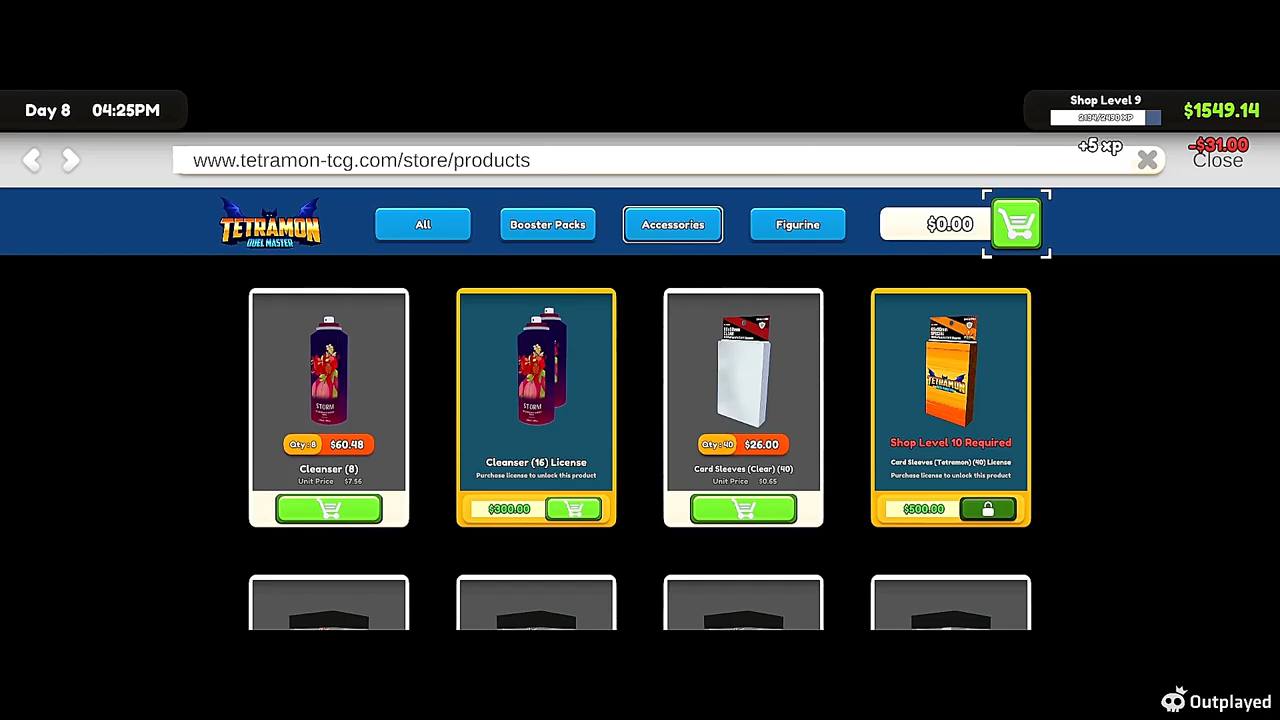 Day 8 04:25PM
Shop Level 9
$1549.14
+5 xp
-$31.00
www.tetramon-tcg.com/store/products
Close
TETRAMON
DUEL MASTER
All
Booster Packs
Accessories
Figurine
$0.00
STORM
Qty : 8 $60.48
Cleanser (8)
Unit Price $7.56
STORM
Cleanser (16) License
Purchase license to unlock this product
$300.00
Qty : 40 $26.00
Card Sleeves (Clear) (40)
Unit Price $0.65
TETRAMON
Shop Level 10 Required
Card Sleeves (Tetramon) (40) License
Purchase license to unlock this product
$500.00
Outplayed